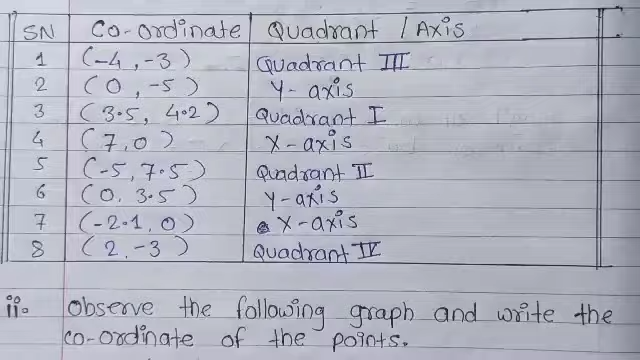 SN Co-ordinate Quadrant / Axis
1 (-4, -3) Quadrant III
2 (0, -5) Y-axis
3 (3.5, 4.2) Quadrant I
4 (7,0) X-axis
5 (-5, 7.5) Quadrant II
6 (0, 3.5) Y-axis
7 (-2.1, 0) X-axis
8 (2, -3) Quadrant IV
ii. Observe the following graph and write the
co-ordinate of the points.